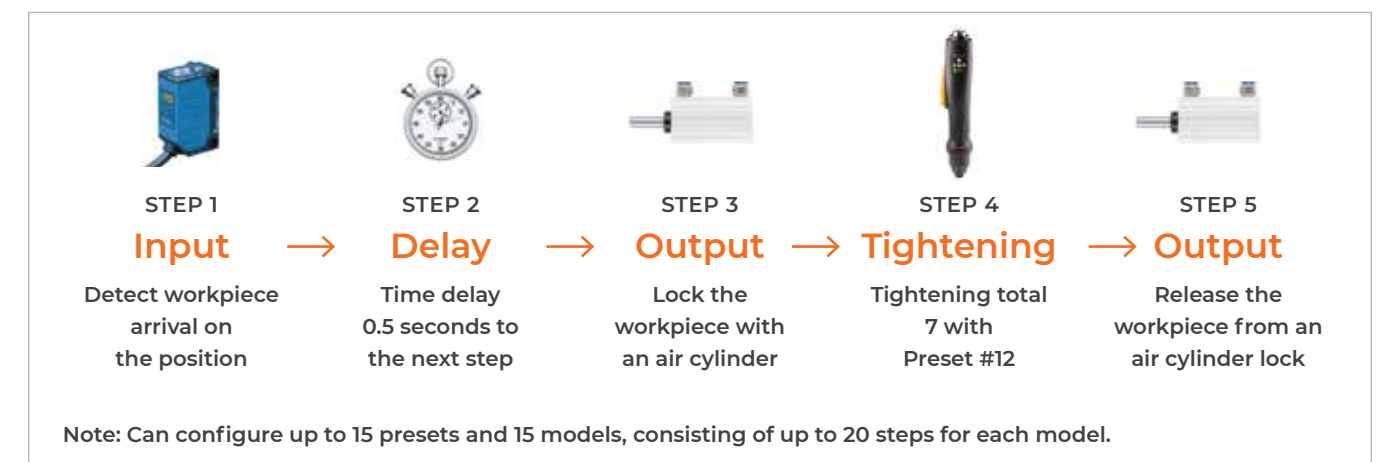 STEP 1
Input
Detect workpiece
arrival on
the position
STEP 2
Delay
Time delay
0.5 seconds to
the next step
STEP 3
Output
Lock the
workpiece with
an air cylinder
STEP 4
Tightening
Tightening total
7 with
Preset #12
STEP 5
Output
Release the
workpiece from an
air cylinder lock
Note: Can configure up to 15 presets and 15 models, consisting of up to 20 steps for each model.